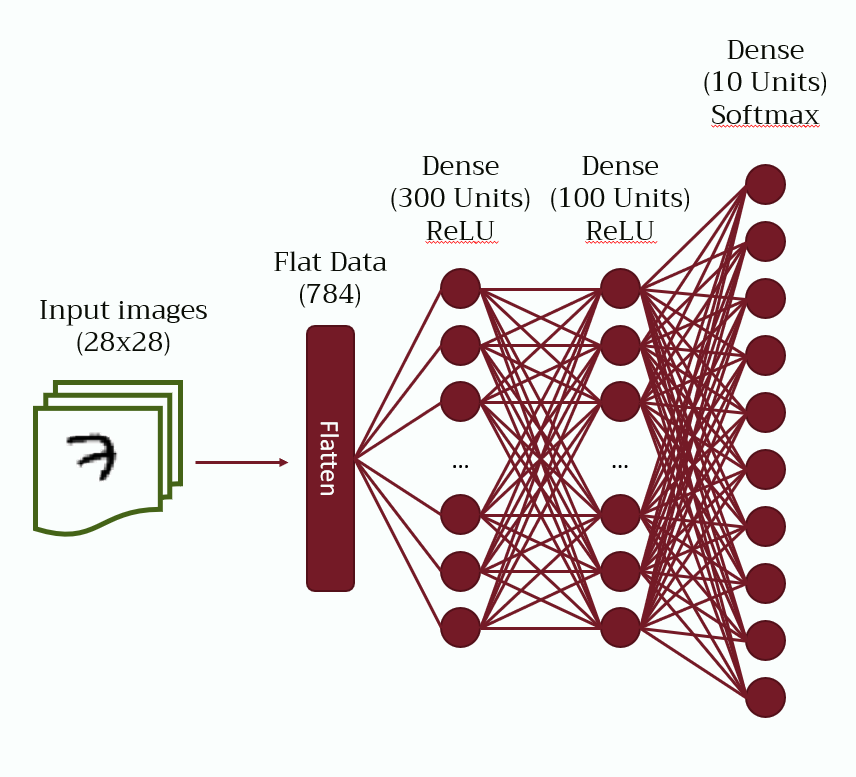 Dense
(10 Units)
Softmax
Dense
(300 Units)
ReLU
Dense
(100 Units)
ReLU
Flat Data
(784)
Input images
(28x28)
7
Flatten
...
...